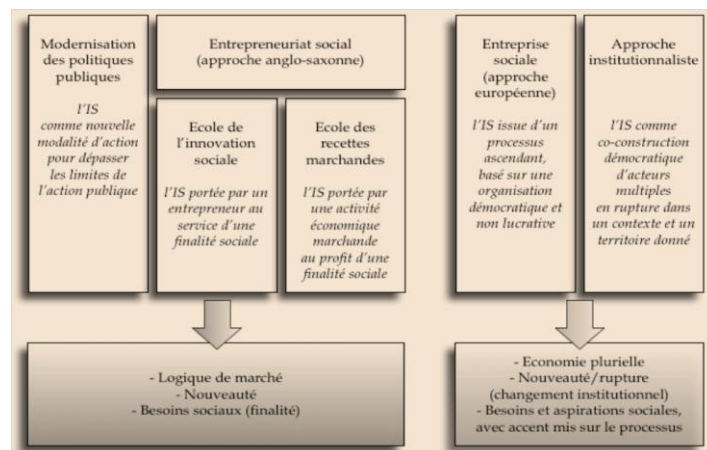 Modernisation
des politiques
publiques
l'IS
comme nouvelle
modalité d'action
pour dépasser
les limites de
l'action publique
Entrepreneuriat social
(approche anglo-saxonne)
Ecole de
l'innovation
sociale
l'IS portée par un
entrepreneur au
service d'une
finalité sociale
Ecole des
recettes
marchandes
l'IS portée par
une activité
économique
marchande
au profit d'une
finalité sociale
Entreprise
sociale
(approche
européenne)
l'IS issue d'un
processus
ascendant,
basé sur une
organisation
démocratique et
non lucrative
Approche
institutionnaliste
l'IS comme
co-construction
démocratique
d'acteurs
multiples
en rupture dans
un contexte et un
territoire donné
- Logique de marché
- Nouveauté
- Besoins sociaux (finalité)
- Economie plurielle
- Nouveauté/rupture
(changement institutionnel)
- Besoins et aspirations sociales,
avec accent mis sur le processus